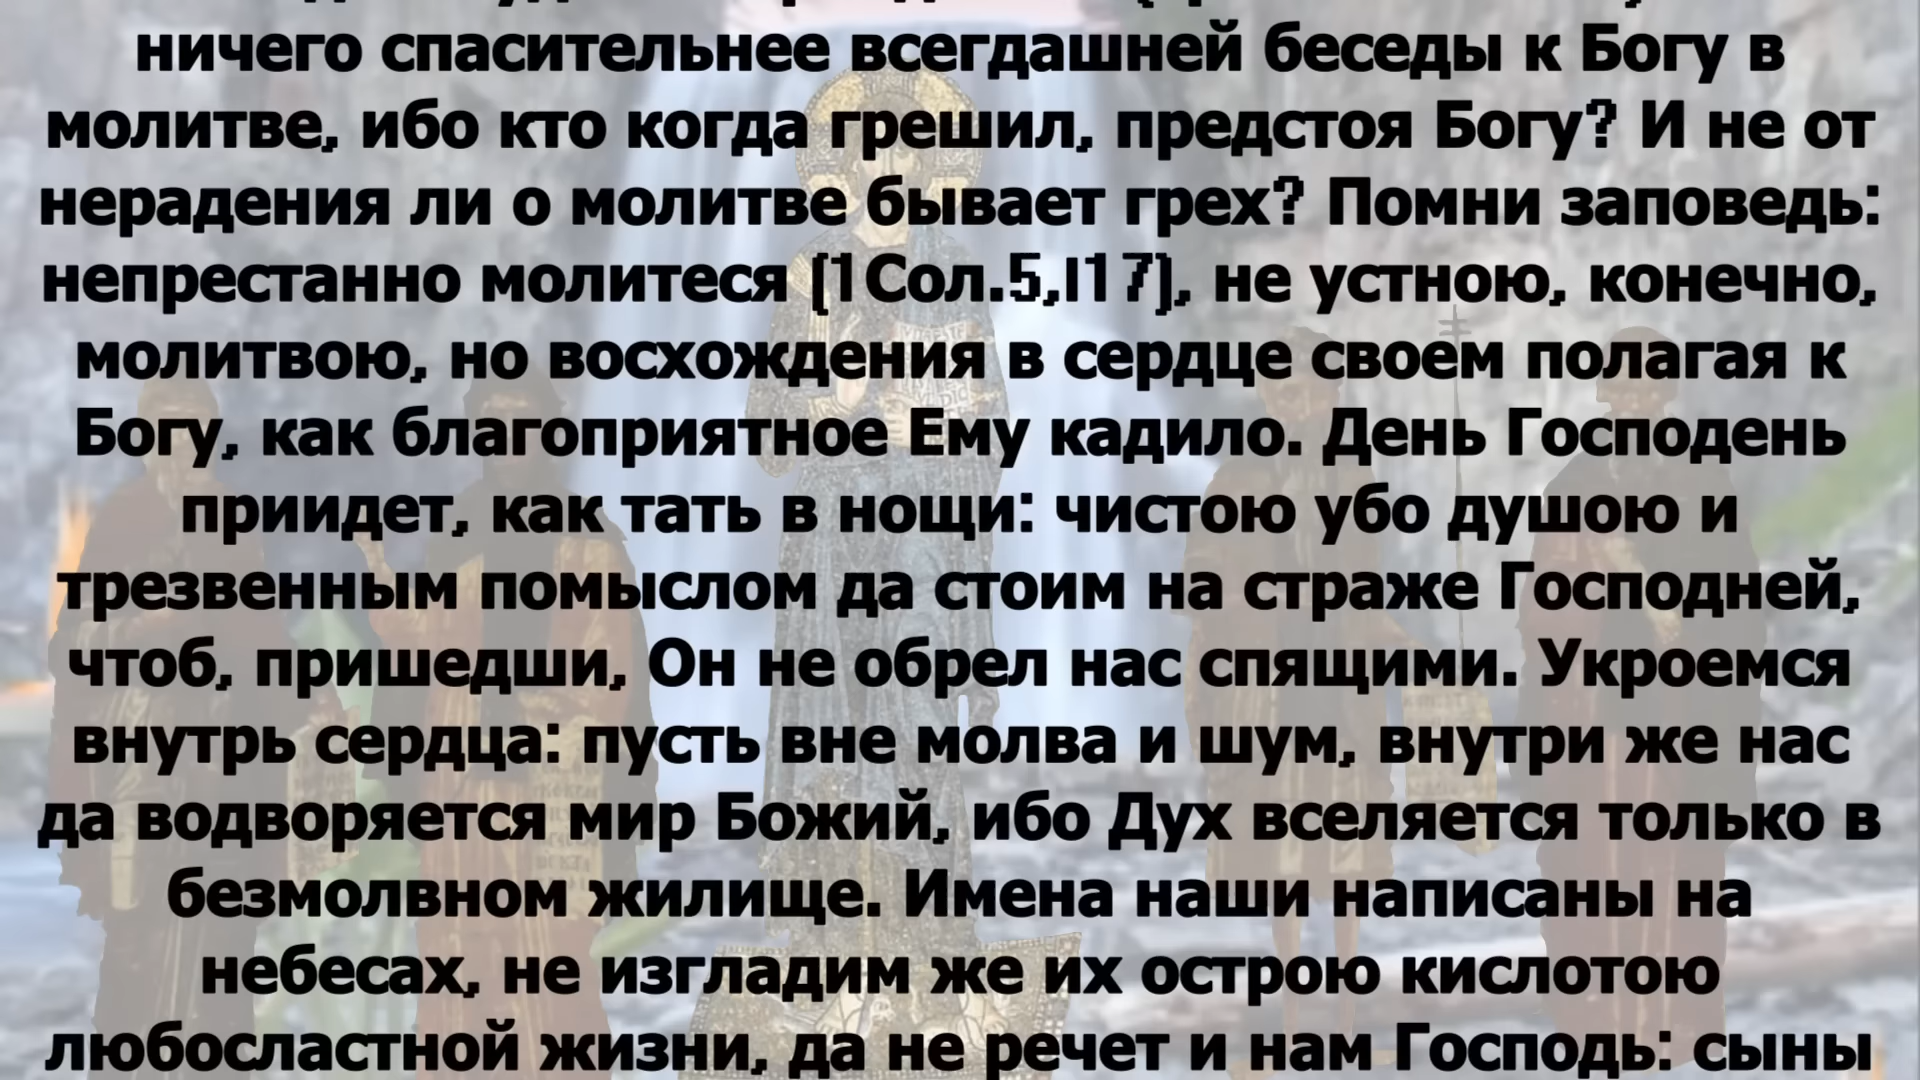 ничего спасительнее всегдашней беседы к Богу в
молитве, ибо кто когда грешил, предстоя Богу? И не от
нерадения ли о молитве бывает грех? Помни заповедь:
непрестанно молитеся (1Сол.5,I17), не устною, конечно,
молитвою, но восхождения в сердце своем полагая к
Богу, как благоприятное Ему кадило. День Господень
приидет, как тать в нощи: чистою убо душою и
трезвенным помыслом да стоим на страже Господней,
чтоб, пришедши, Он не обрел нас спящими. Укроемся
внутрь сердца: пусть вне молва и шум, внутри же нас
да водворяется мир Божий, ибо Дух вселяется только в
безмолвном жилище. Имена наши написаны на
небесах, не изгладим же их острою кислотою
любосластной жизни, да не речет и нам Господь: сыны